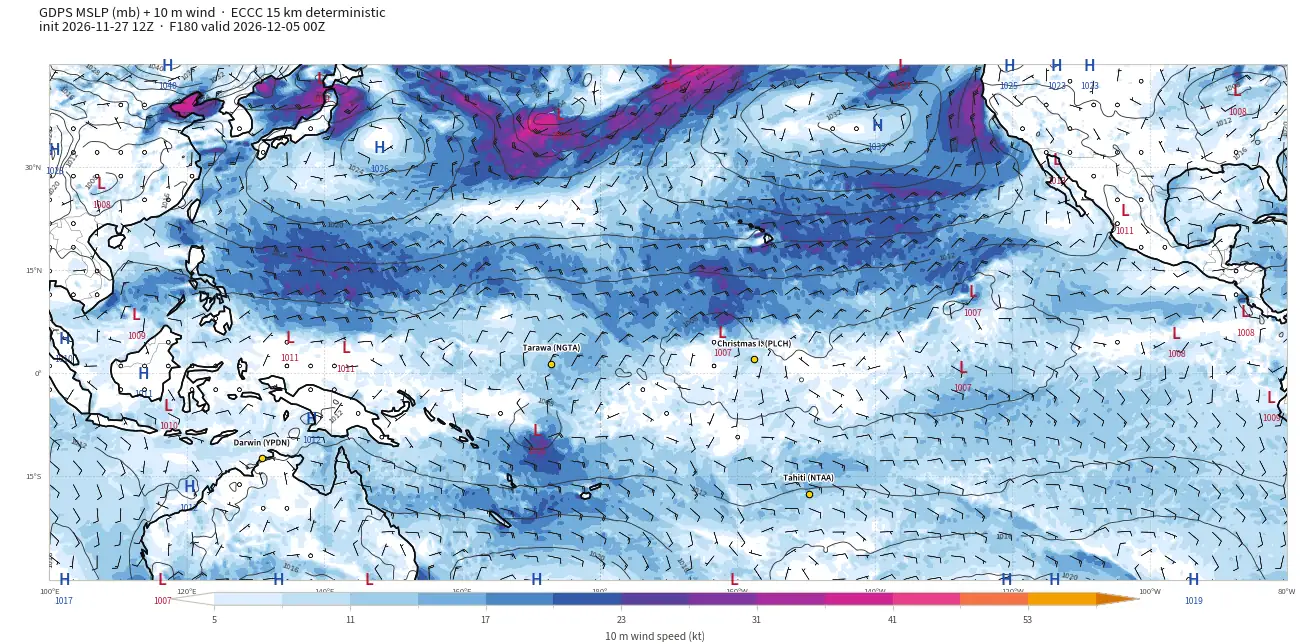 GDPS MSLP (mb) + 10 m wind · ECCC 15 km deterministic
init 2026-11-27 12Z · F180 valid 2026-12-05 00Z
H
1040
L
L
L
H
1025
H
1023
H
1023
L
1008
L
H
1026
H
L
H
L
1008
L
L
1011
L
1009
L
1011
L
1011
L
1007
L
1007
L
1008
L
1008
L
1007
H
H
L
1010
H
1012
L
1009
L
H
Tarawa (NGTA)
Christmas I. (PLCH)
Darwin (YPDN)
Tahiti (NTAA)
30°N
15°N
0°
15°S
H
1017
L
1007
H
L
H
L
H
H
H
1019
100°E
120°E
140°E
160°E
180°
160°W
140°W
120°W
100°W
80°W
5
11
17
23
31
41
53
10 m wind speed (kt)